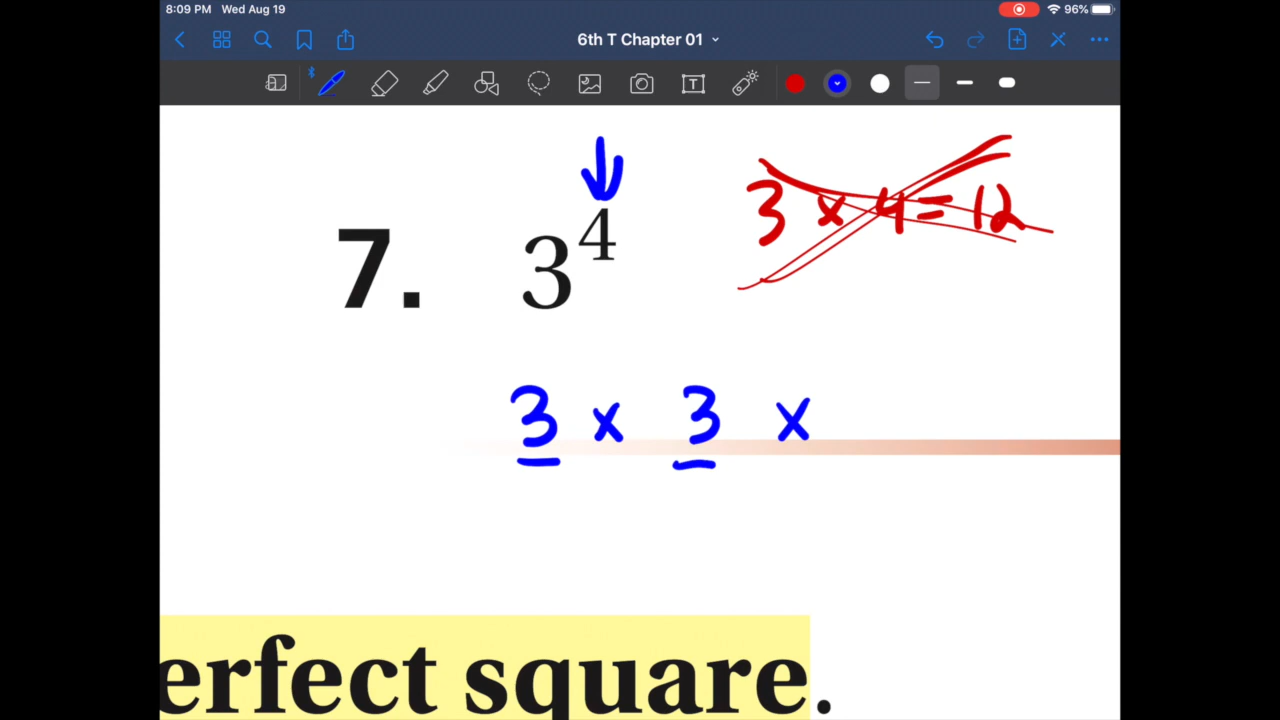 8:09 PM Wed Aug 19 96%
6th T Chapter 01
T
7. 3⁴ 3 x 4 = 12
3 x 3 x
erfect square.